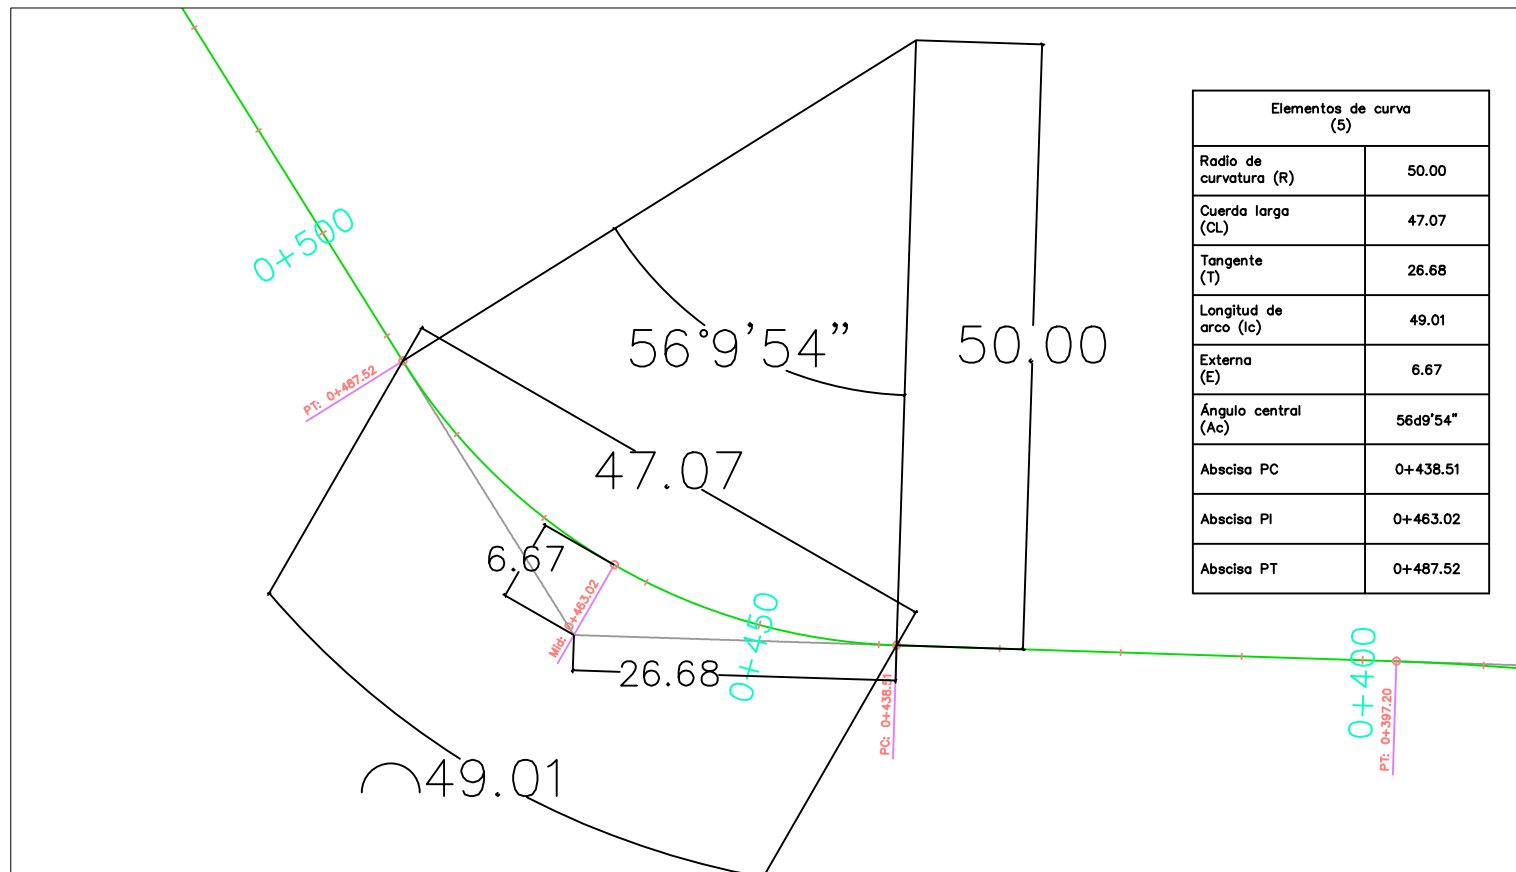 0+500
PT: 0+487.52
56°9'54"
50.00
47.07
6.67
Mid: 0+463.02
26.68
0+450
PC: 0+438.51
0+400
PT: 0+397.20
49.01
Elementos de curva
(5)
Radio de
curvatura (R)
50.00
Cuerda larga
(CL)
47.07
Tangente
(T)
26.68
Longitud de
arco (lc)
49.01
Externa
(E)
6.67
Ángulo central
(Ac)
56d9'54"
Abscisa PC
0+438.51
Abscisa PI
0+463.02
Abscisa PT
0+487.52